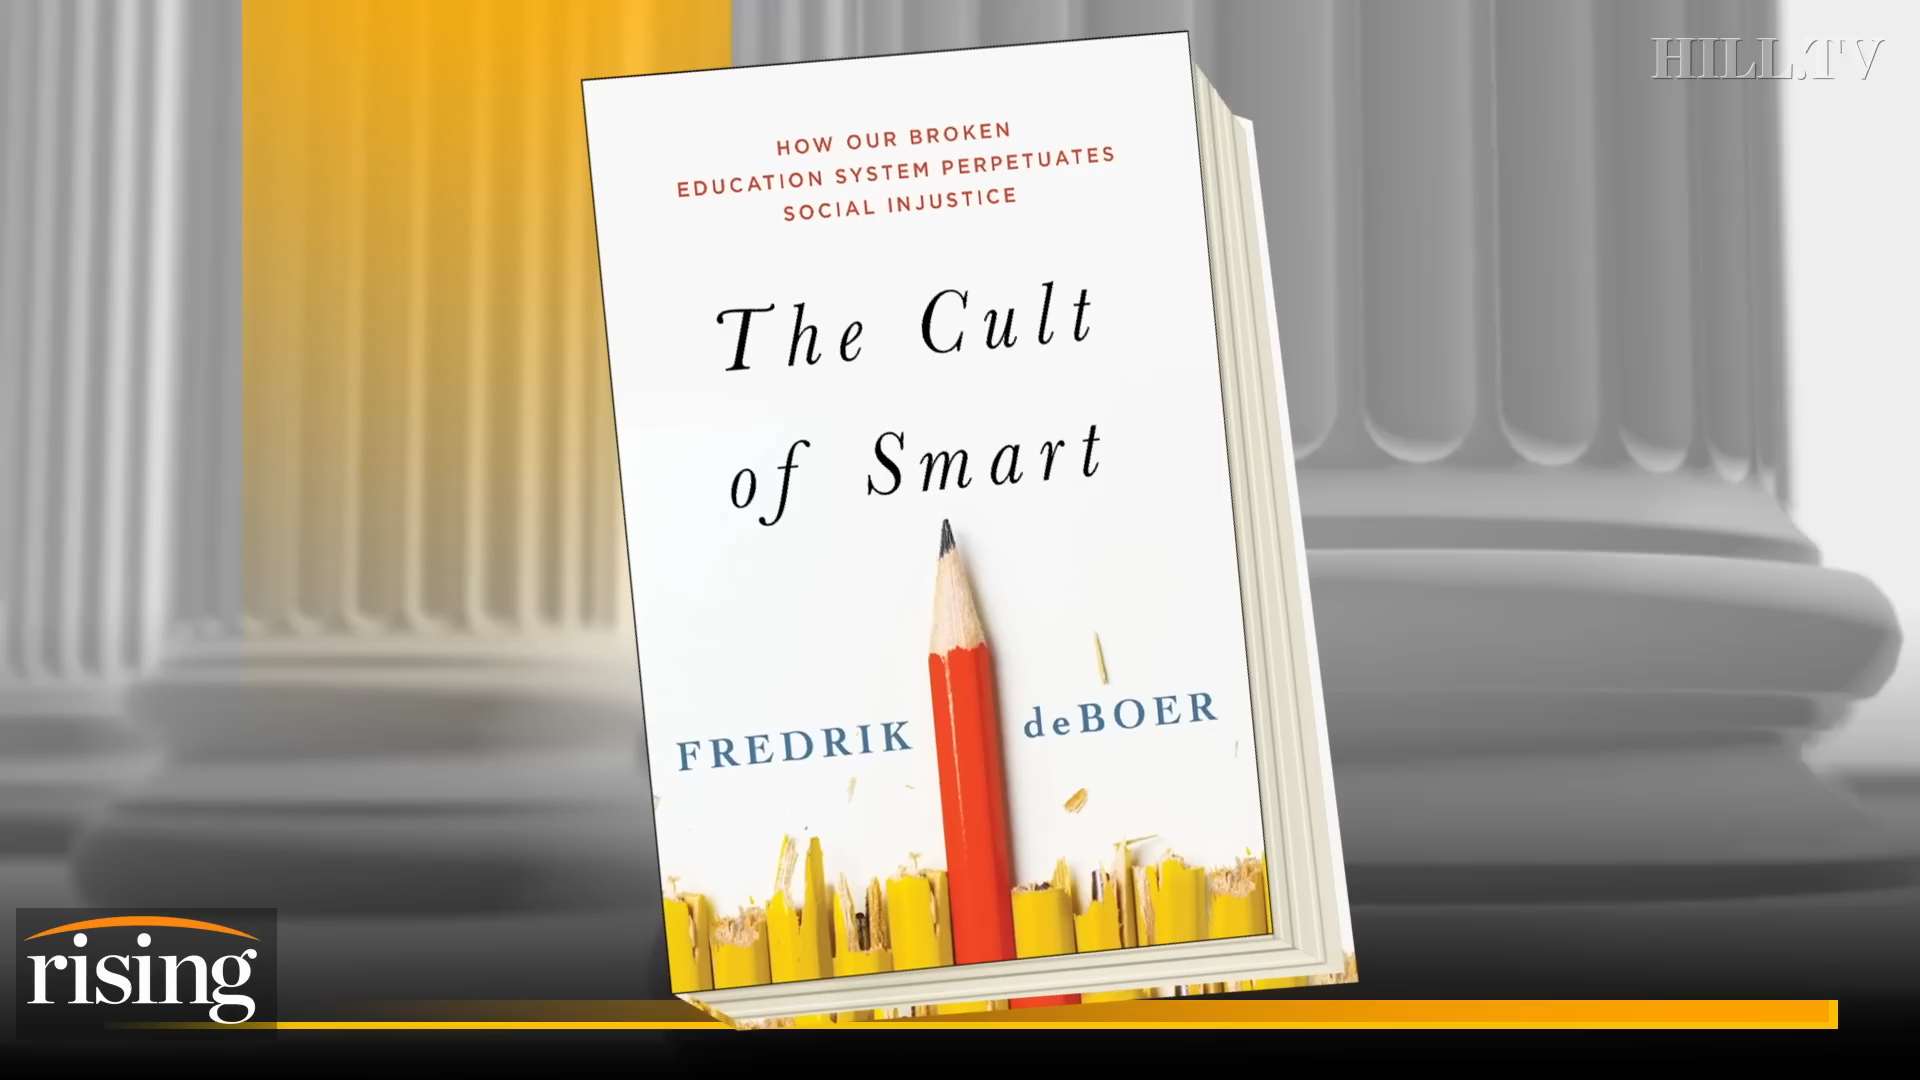 HILL.TV
HOW OUR BROKEN
EDUCATION SYSTEM PERPETUATES
SOCIAL INJUSTICE
The Cult
of Smart
FREDRIK deBOER
rising